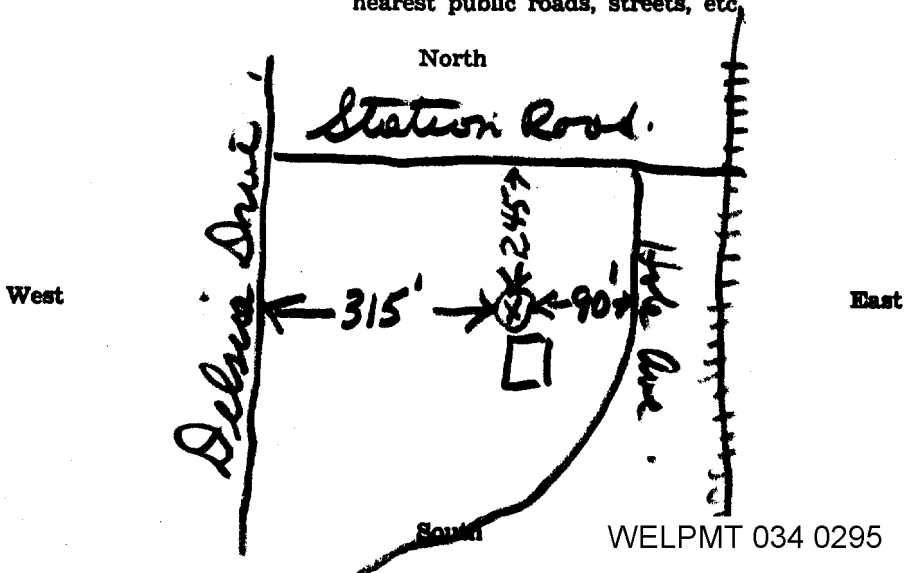 nearest public roads, streets, etc.
North
Station Road.
Delsea Drive
245'
West
315'
90'
East
Hyde Ave.
South
WELPMT 034 0295